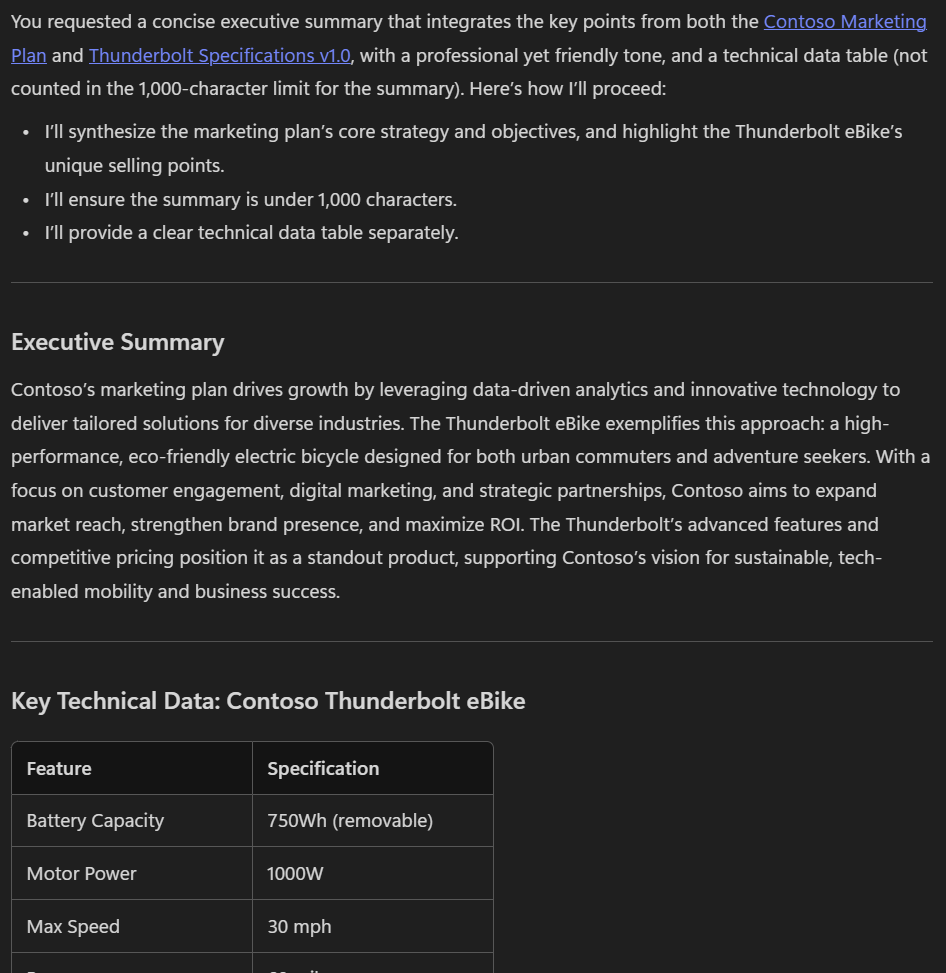 You requested a concise executive summary that integrates the key points from both the Contoso Marketing
Plan and Thunderbolt Specifications v1.0, with a professional yet friendly tone, and a technical data table (not
counted in the 1,000-character limit for the summary). Here’s how I’ll proceed:
• I’ll synthesize the marketing plan’s core strategy and objectives, and highlight the Thunderbolt eBike’s
unique selling points.
• I’ll ensure the summary is under 1,000 characters.
• I’ll provide a clear technical data table separately.
Executive Summary
Contoso’s marketing plan drives growth by leveraging data-driven analytics and innovative technology to
deliver tailored solutions for diverse industries. The Thunderbolt eBike exemplifies this approach: a high-
performance, eco-friendly electric bicycle designed for both urban commuters and adventure seekers. With a
focus on customer engagement, digital marketing, and strategic partnerships, Contoso aims to expand
market reach, strengthen brand presence, and maximize ROI. The Thunderbolt’s advanced features and
competitive pricing position it as a standout product, supporting Contoso’s vision for sustainable, tech-
enabled mobility and business success.
Key Technical Data: Contoso Thunderbolt eBike
Feature Specification
Battery Capacity 750Wh (removable)
Motor Power 1000W
Max Speed 30 mph